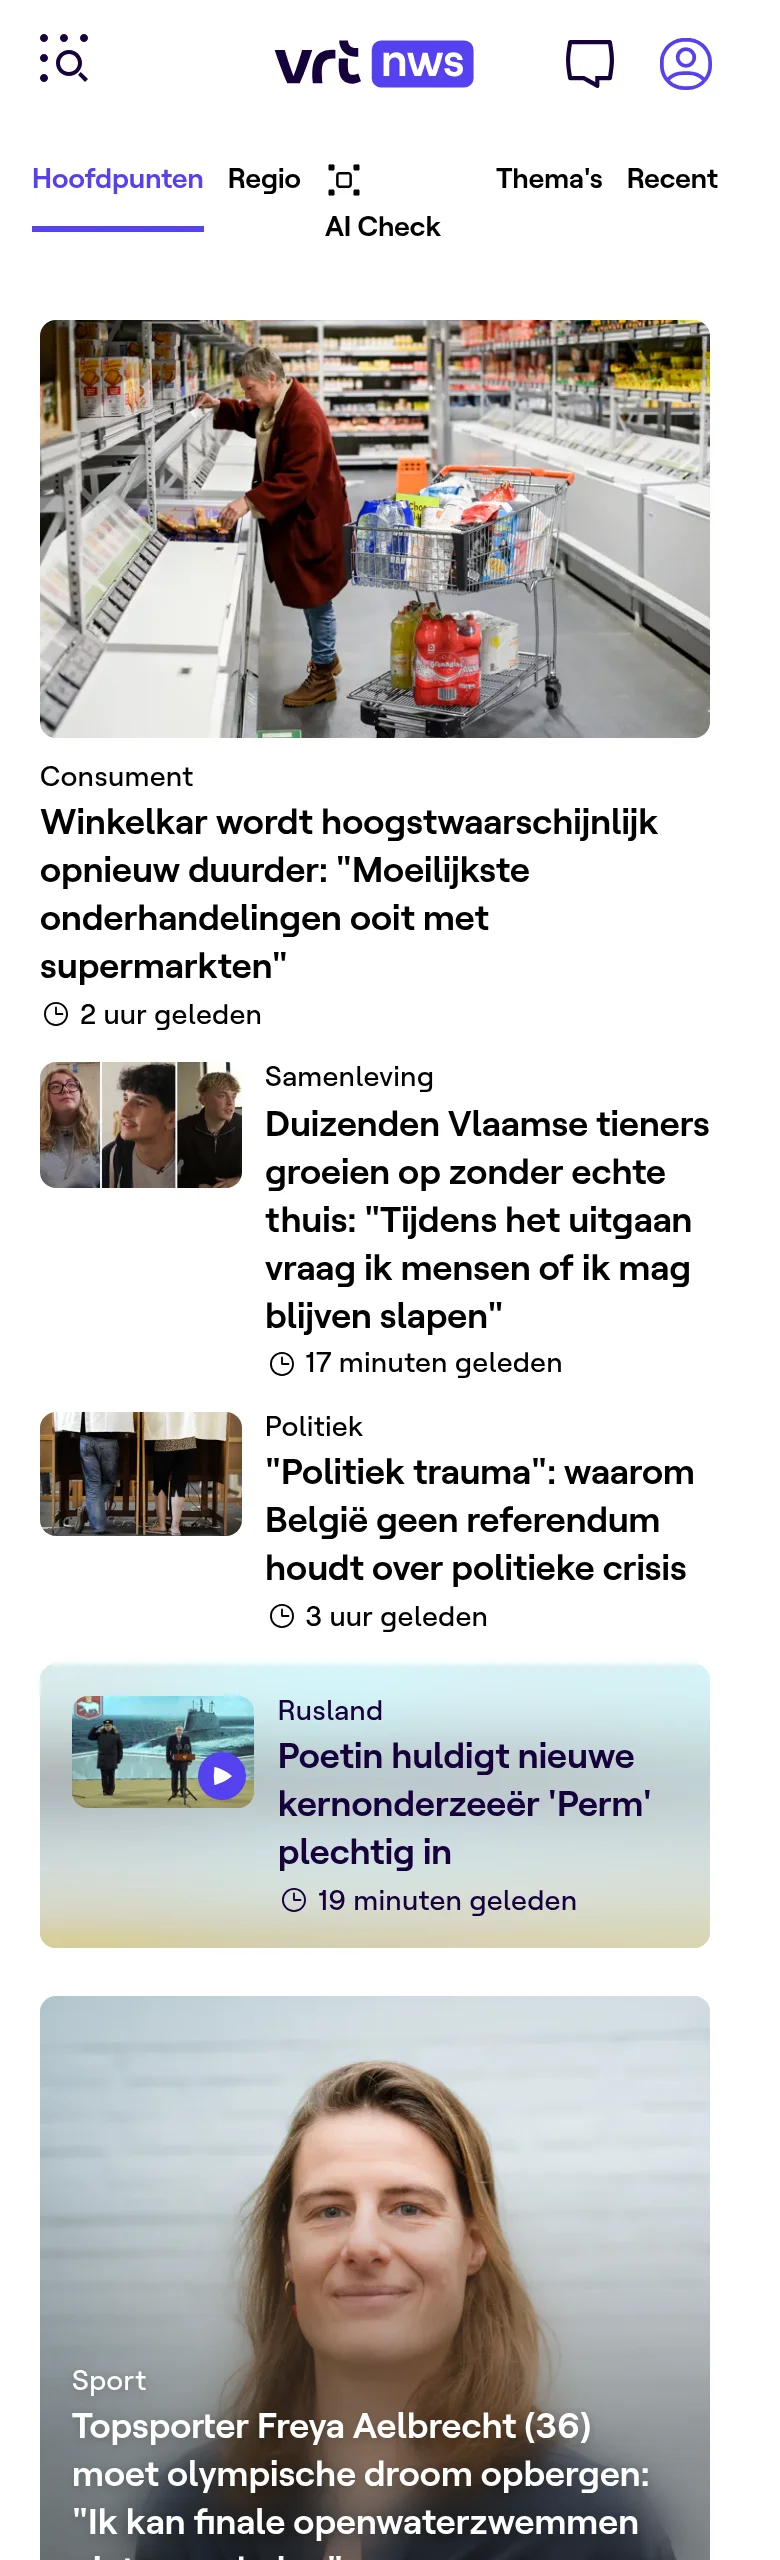 vrt nws
Hoofdpunten Regio AI Check Thema's Recent
Consument
Winkelkar wordt hoogstwaarschijnlijk
opnieuw duurder: "Moeilijkste
onderhandelingen ooit met
supermarkten"
2 uur geleden
Samenleving
Duizenden Vlaamse tieners
groeien op zonder echte
thuis: "Tijdens het uitgaan
vraag ik mensen of ik mag
blijven slapen"
17 minuten geleden
Politiek
"Politiek trauma": waarom
België geen referendum
houdt over politieke crisis
3 uur geleden
Rusland
Poetin huldigt nieuwe
kernonderzeeër 'Perm'
plechtig in
19 minuten geleden
Sport
Topsporter Freya Aelbrecht (36)
moet olympische droom opbergen:
"Ik kan finale openwaterzwemmen